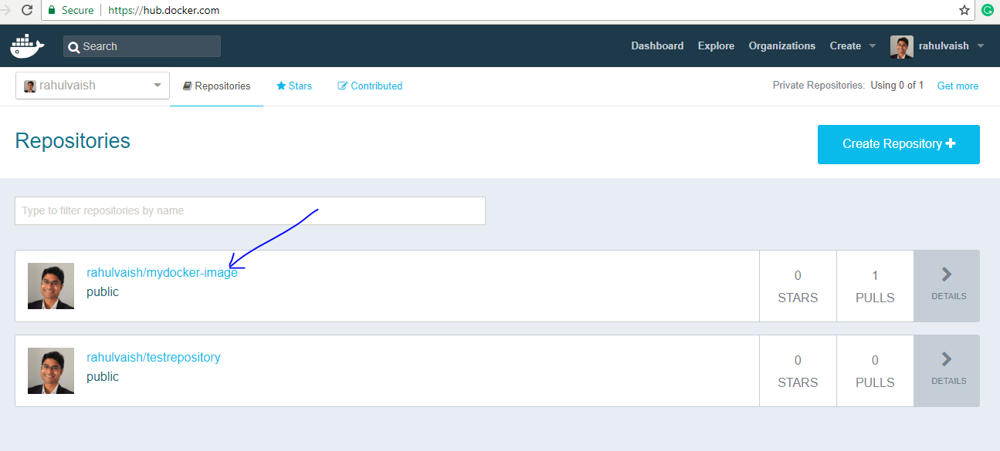 Secure https://hub.docker.com
Search Dashboard Explore Organizations Create rahulvaish
rahulvaish Repositories Stars Contributed Private Repositories: Using 0 of 1 Get more
Repositories Create Repository
Type to filter repositories by name
rahulvaish/mydocker-image
public
0
STARS
1
PULLS
DETAILS
rahulvaish/testrepository
public
0
STARS
0
PULLS
DETAILS